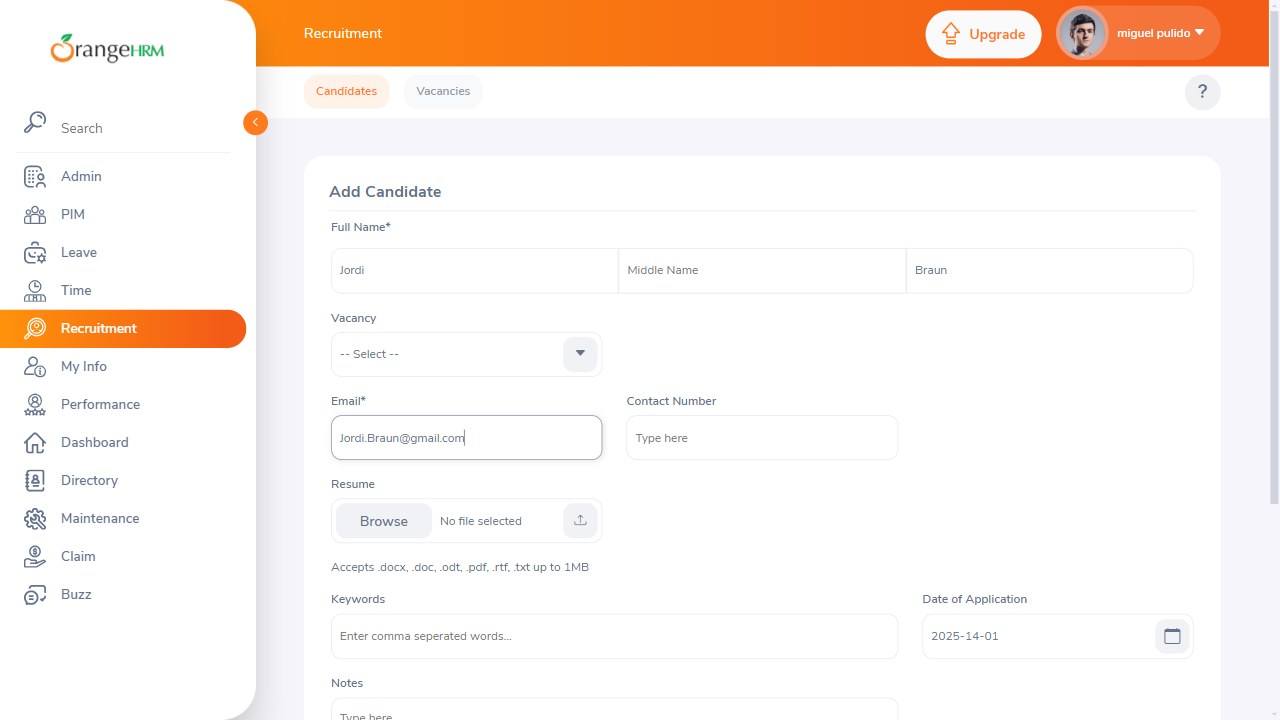 OrangeHRM
Recruitment
Upgrade
miguel pulido
Candidates
Vacancies
?
Search
Admin
PIM
Leave
Time
Recruitment
My Info
Performance
Dashboard
Directory
Maintenance
Claim
Buzz
Add Candidate
Full Name*
Jordi
Middle Name
Braun
Vacancy
-- Select --
Email*
Contact Number
Jordi.Braun@gmail.com
Type here
Resume
Browse
No file selected
Accepts .docx, .doc, .odt, .pdf, .rtf, .txt up to 1MB
Keywords
Date of Application
Enter comma seperated words...
2025-14-01
Notes
Type here